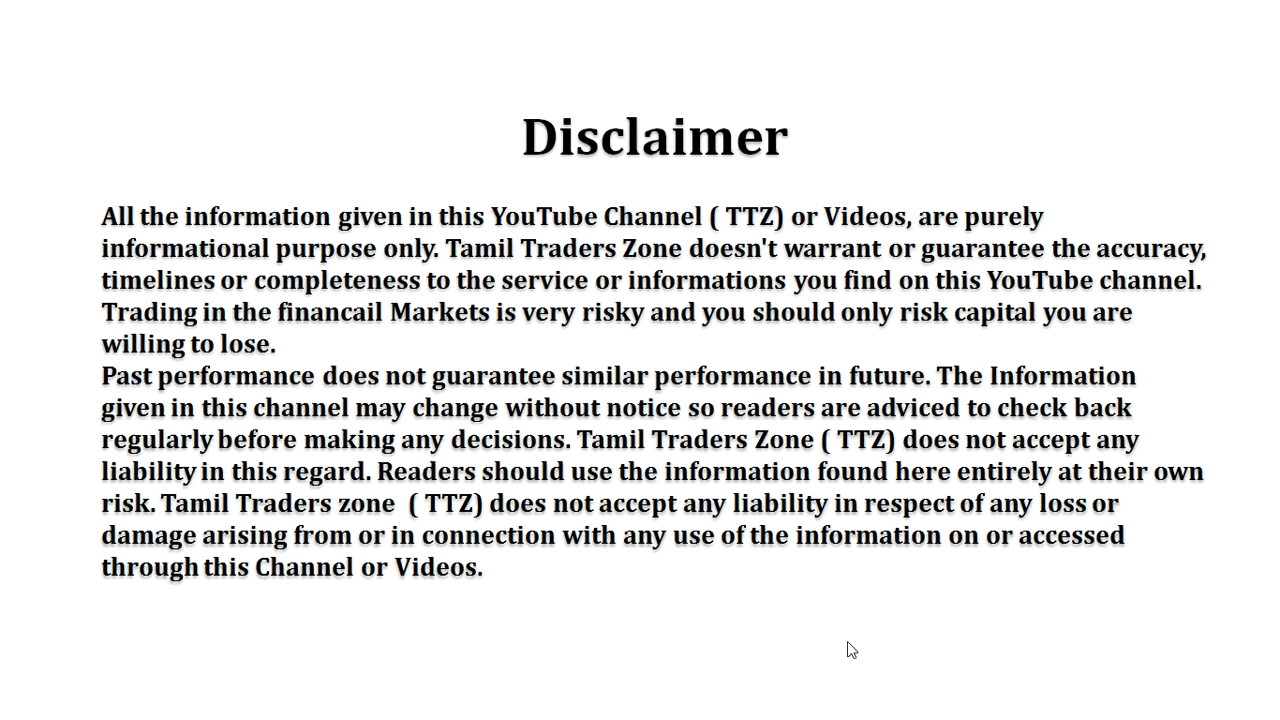 Disclaimer
All the information given in this YouTube Channel ( TTZ) or Videos, are purely
informational purpose only. Tamil Traders Zone doesn't warrant or guarantee the accuracy,
timelines or completeness to the service or informations you find on this YouTube channel.
Trading in the financail Markets is very risky and you should only risk capital you are
willing to lose.
Past performance does not guarantee similar performance in future. The Information
given in this channel may change without notice so readers are adviced to check back
regularly before making any decisions. Tamil Traders Zone ( TTZ) does not accept any
liability in this regard. Readers should use the information found here entirely at their own
risk. Tamil Traders zone  ( TTZ) does not accept any liability in respect of any loss or
damage arising from or in connection with any use of the information on or accessed
through this Channel or Videos.